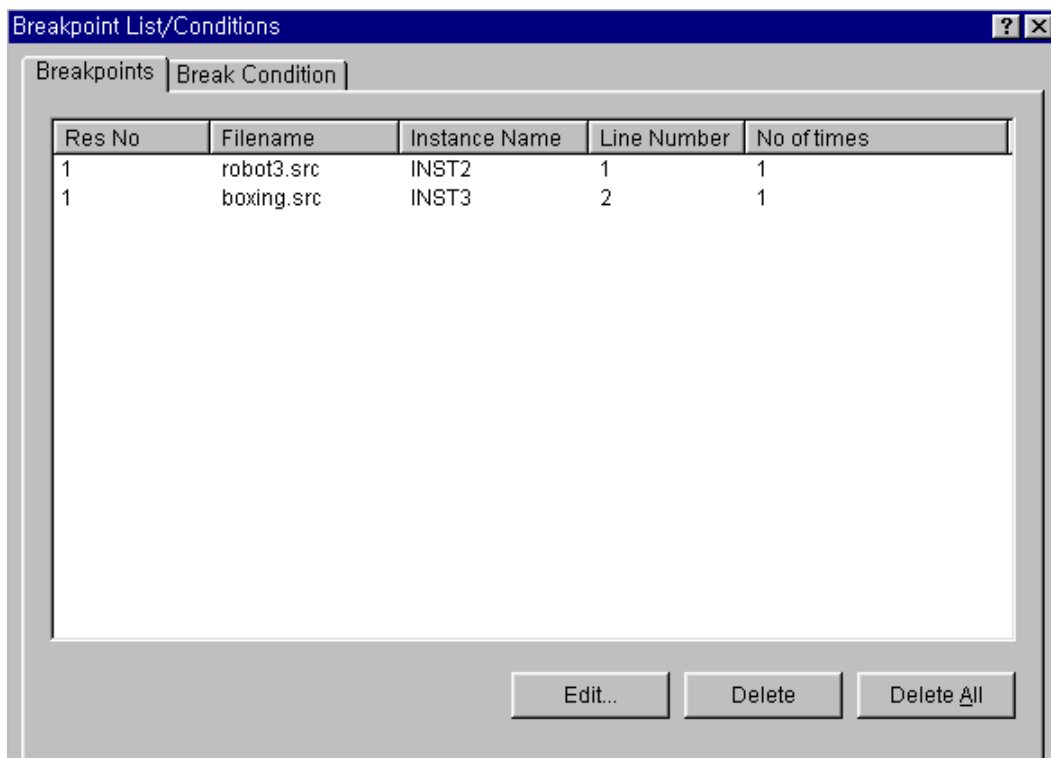 Breakpoint List/Conditions
Breakpoints Break Condition
Res No Filename Instance Name Line Number No of times
1 robot3.src INST2 1 1
1 boxing.src INST3 2 1
Edit... Delete Delete All